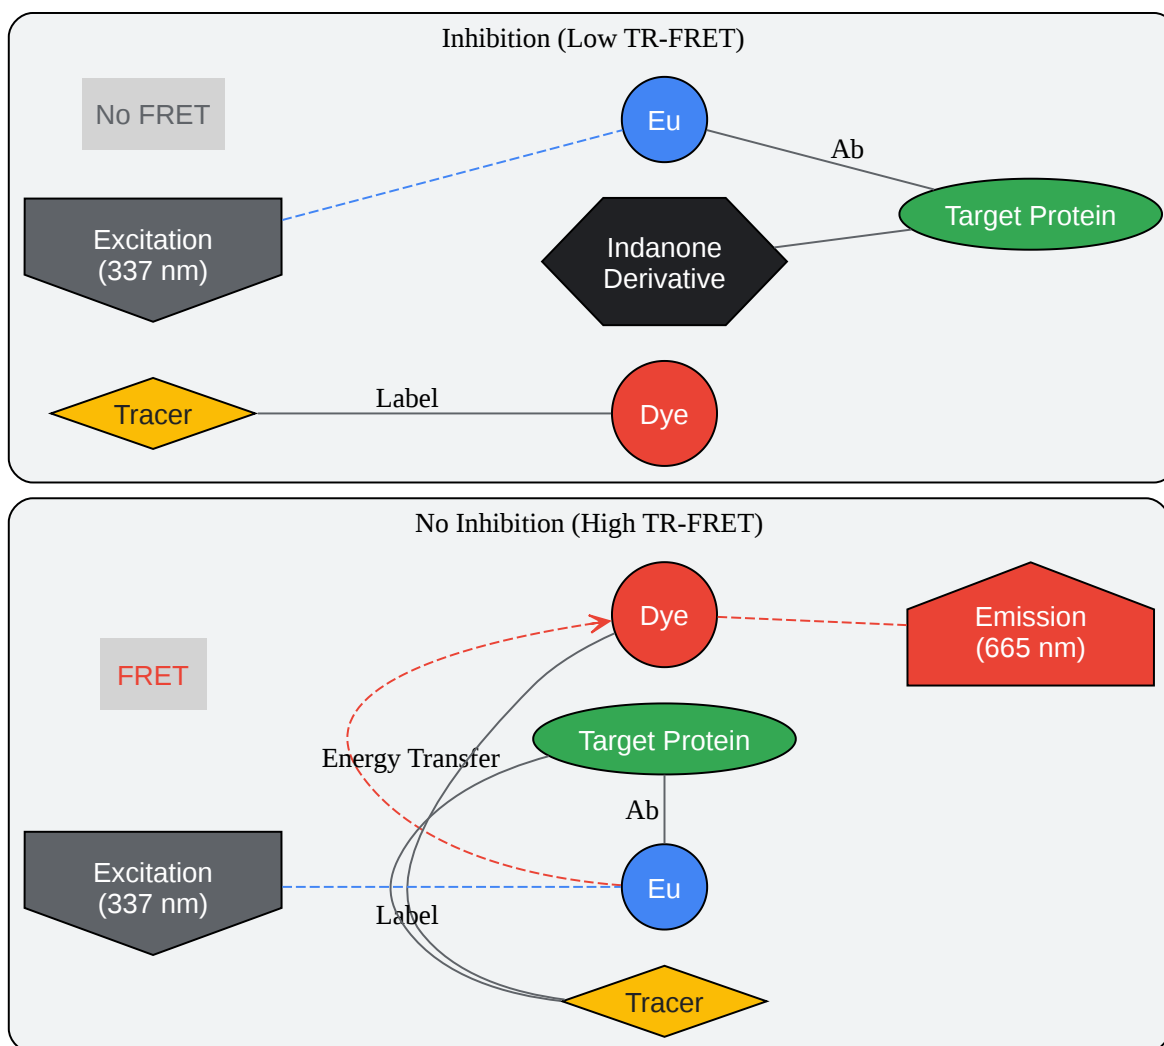 Inhibition (Low TR-FRET)
No FRET
Eu
Ab
Target Protein
Excitation
(337 nm)
Indanone
Derivative
Tracer
Label
Dye
No Inhibition (High TR-FRET)
Dye
Emission
(665 nm)
FRET
Target Protein
Energy Transfer
Ab
Excitation
(337 nm)
Eu
Label
Tracer